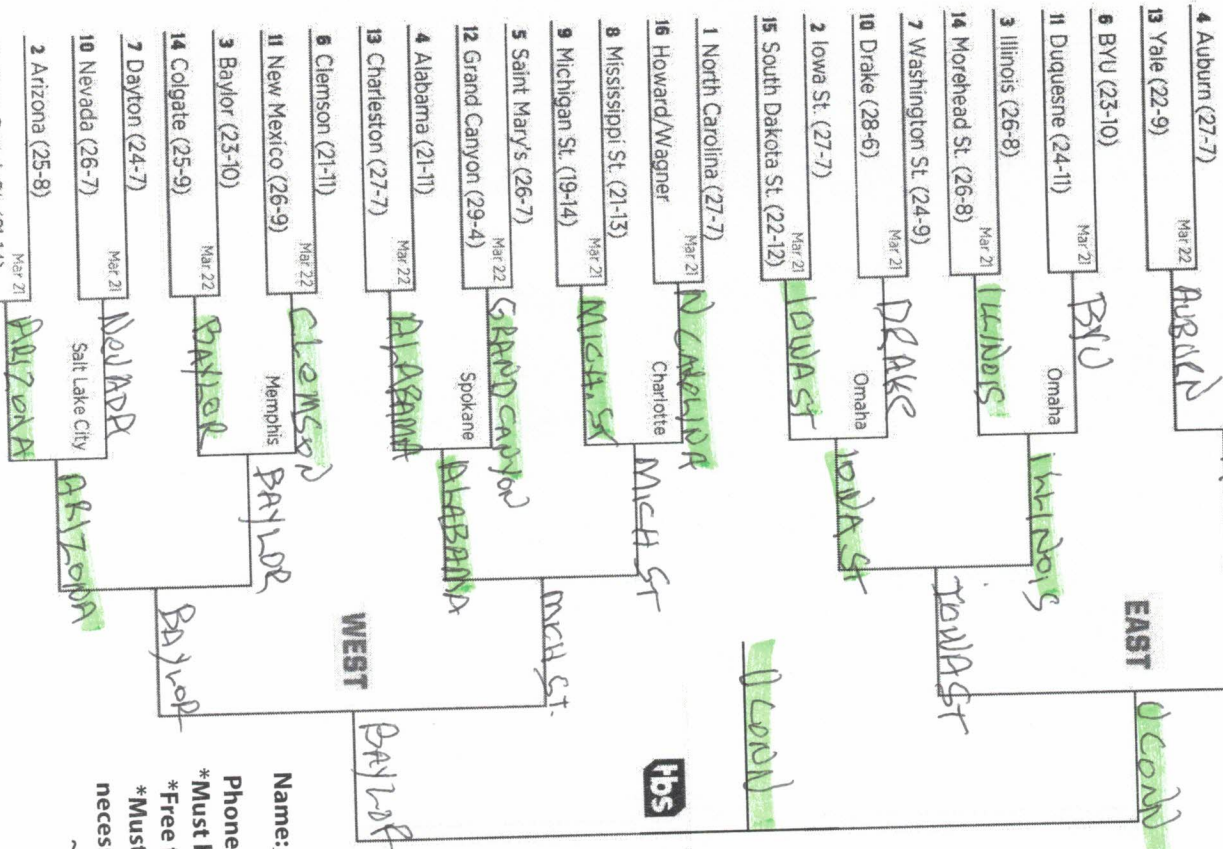 4 Auburn (27-7)
Mar 22
13 Yale (22-9)
AUBURN
6 BYU (23-10)
Mar 21
11 Duquesne (24-11)
BYU
Omaha
3 Illinois (26-8)
Mar 21
14 Morehead St. (26-8)
ILLINOIS
ILLINOIS
7 Washington St. (24-9)
Mar 21
10 Drake (28-6)
DRAKE
Omaha
2 Iowa St. (27-7)
Mar 21
15 South Dakota St. (22-12)
IOWA ST
IOWA ST
IOWA ST
EAST
UCONN
UCONN
1 North Carolina (27-7)
Mar 21
16 Howard/Wagner
N CAROLINA
Charlotte
8 Mississippi St. (21-13)
Mar 21
9 Michigan St. (19-14)
MICH. ST
MICH ST
5 Saint Mary's (26-7)
Mar 22
12 Grand Canyon (29-4)
GRAND CANYON
Spokane
4 Alabama (21-11)
Mar 22
13 Charleston (27-7)
ALABAMA
ALABAMA
MICH ST.
6 Clemson (21-11)
Mar 22
11 New Mexico (26-9)
CLEMSON
Memphis
3 Baylor (23-10)
Mar 22
14 Colgate (25-9)
BAYLOR
BAYLOR
7 Dayton (24-7)
Mar 21
10 Nevada (26-7)
NEVADA
Salt Lake City
2 Arizona (25-8)
Mar 21
ARIZONA
ARIZONA
BAYLOR
WEST
BAYLOR
tbs
Name:
Phone
*Must
*Free
*Must
neces